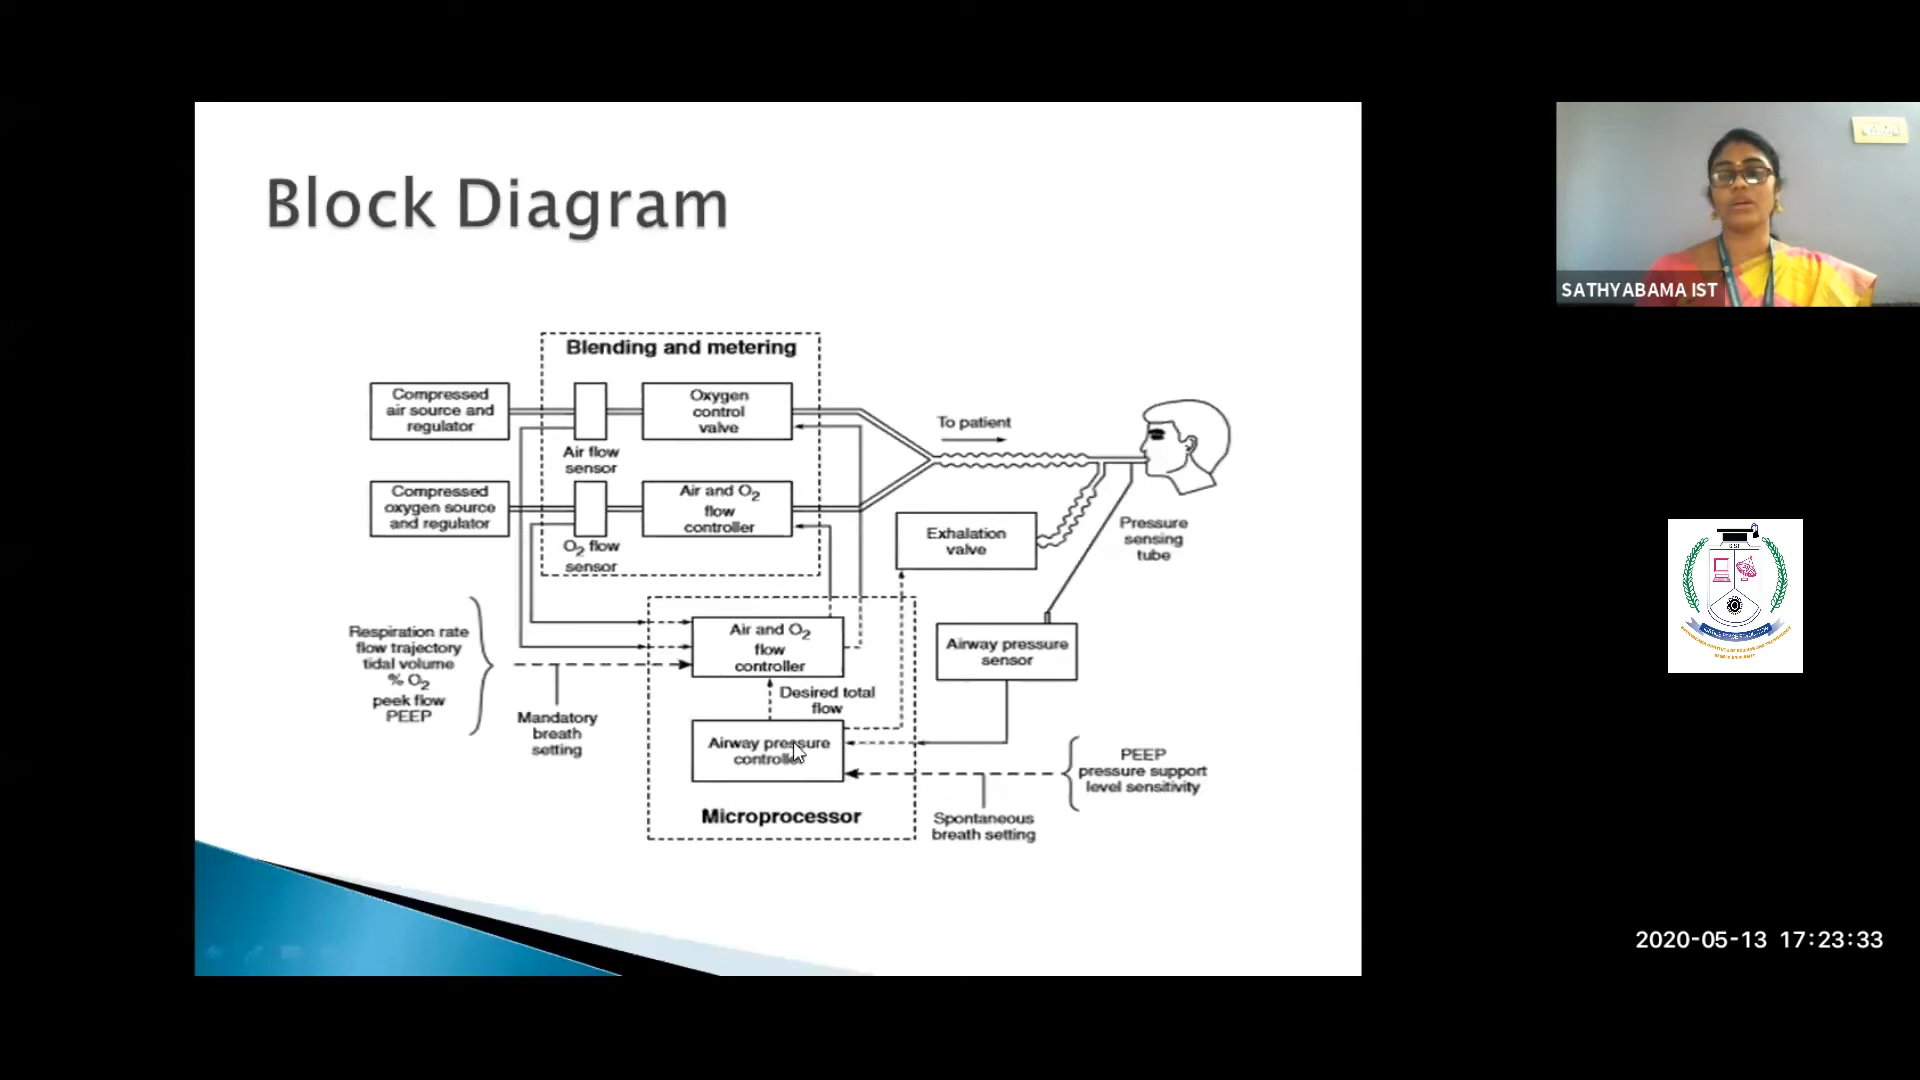 Block Diagram
Blending and metering
Compressed
air source and
regulator
Oxygen
control
valve
Air flow
sensor
Compressed
oxygen source
and regulator
Air and O2
flow
controller
O2 flow
sensor
To patient
Exhalation
valve
Pressure
sensing
tube
Respiration rate
flow trajectory
tidal volume
% O2
peek flow
PEEP
Mandatory
breath
setting
Air and O2
flow
controller
Desired total
flow
Airway pressure
controller
Microprocessor
Airway pressure
sensor
PEEP
pressure support
level sensitivity
Spontaneous
breath setting
SATHYABAMA IST
2020-05-13 17:23:33